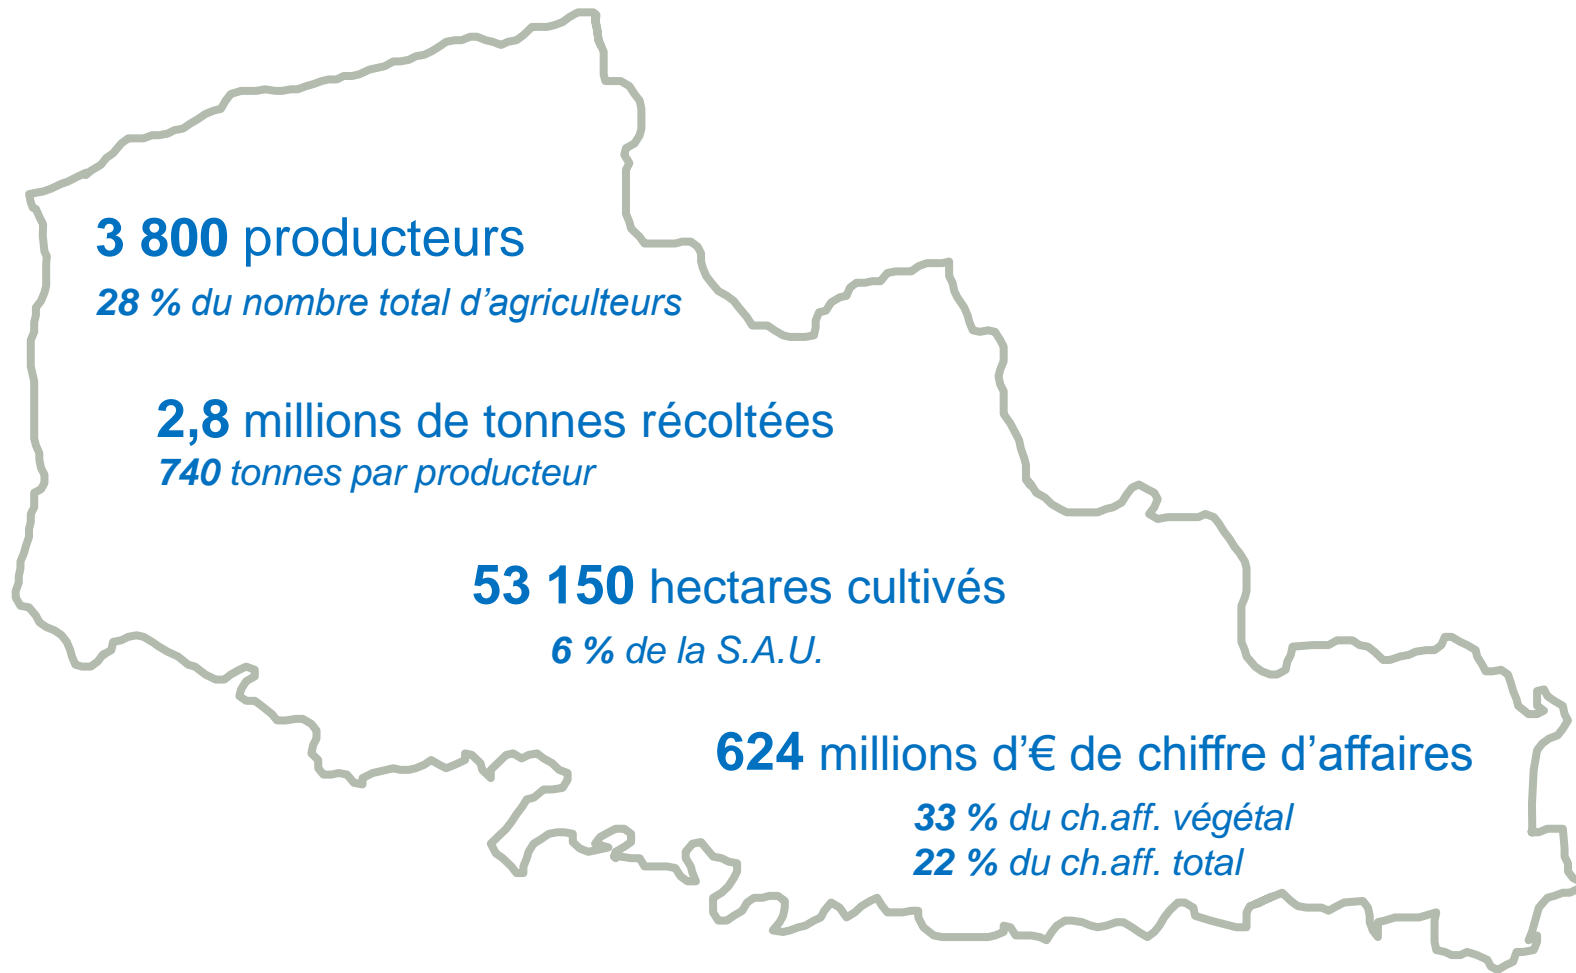 3 800 producteurs
28 % du nombre total d’agriculteurs
2,8 millions de tonnes récoltées
740 tonnes par producteur
53 150 hectares cultivés
6 % de la S.A.U.
624 millions d’€ de chiffre d’affaires
33 % du ch.aff. végétal
22 % du ch.aff. total